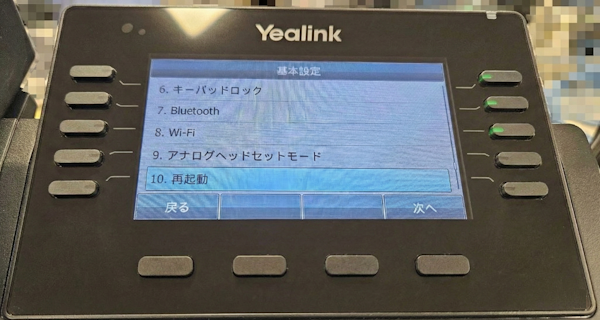 Yealink
基本設定
6. キーパッドロック
7. Bluetooth
8. Wi-Fi
9. アナログヘッドセットモード
10. 再起動
戻る
次へ